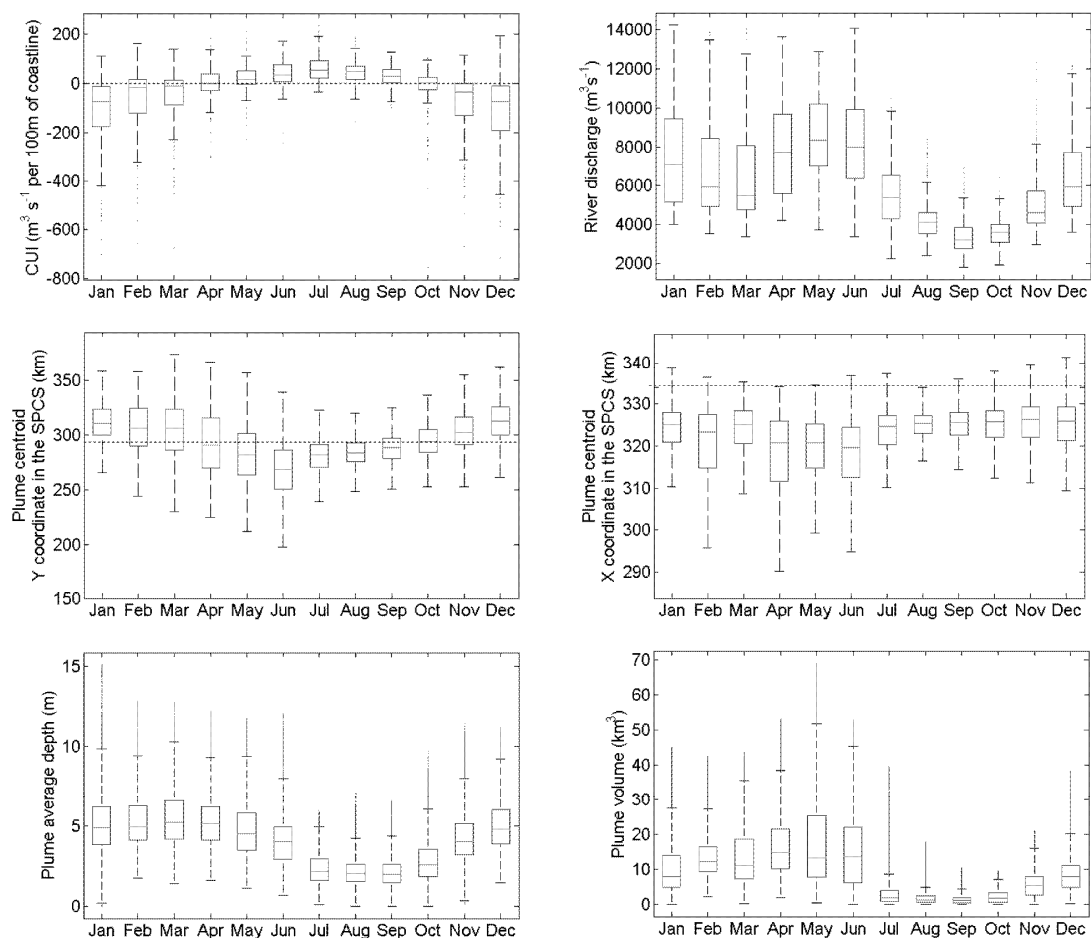 CUI (m³ s⁻¹ per 100m of coastline)
200
0
-200
-400
-600
-800
Jan Feb Mar Apr May Jun Jul Aug Sep Oct Nov Dec
River discharge (m³s⁻¹)
14000
12000
10000
8000
6000
4000
2000
Jan Feb Mar Apr May Jun Jul Aug Sep Oct Nov Dec
Plume centroid
Y coordinate in the SPCS (km)
350
300
250
200
150
Jan Feb Mar Apr May Jun Jul Aug Sep Oct Nov Dec
Plume centroid
X coordinate in the SPCS (km)
340
330
320
310
300
290
Jan Feb Mar Apr May Jun Jul Aug Sep Oct Nov Dec
Plume average depth (m)
15
10
5
0
Jan Feb Mar Apr May Jun Jul Aug Sep Oct Nov Dec
Plume volume (km³)
70
60
50
40
30
20
10
0
Jan Feb Mar Apr May Jun Jul Aug Sep Oct Nov Dec